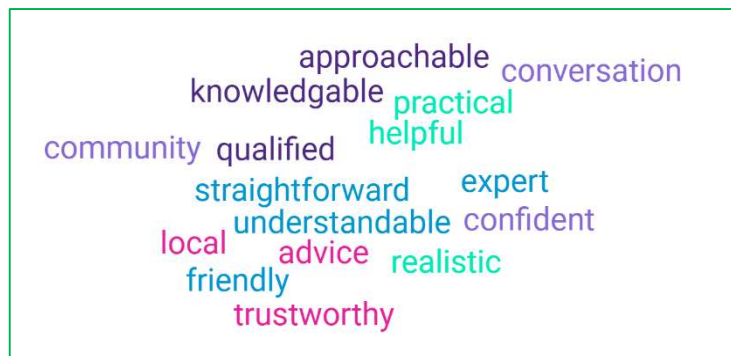 approachable
conversation
knowledgable
practical
helpful
community
qualified
straightforward
expert
understandable
confident
local
advice
realistic
friendly
trustworthy